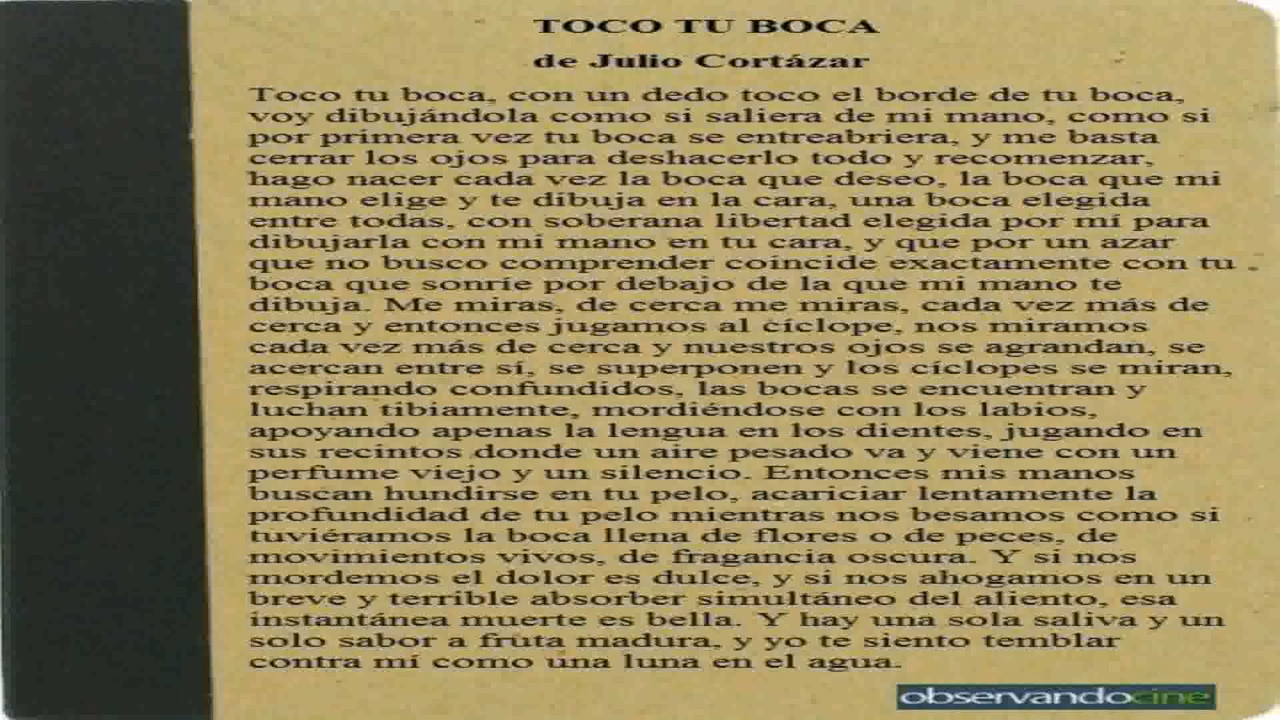 TOCO TU BOCA
de Julio Cortázar
Toco tu boca, con un dedo toco el borde de tu boca,
voy dibujándola como si saliera de mi mano, como si
por primera vez tu boca se entreabriera, y me basta
cerrar los ojos para deshacerlo todo y recomenzar,
hago nacer cada vez la boca que deseo, la boca que mi
mano elige y te dibuja en la cara, una boca elegida
entre todas, con soberana libertad elegida por mí para
dibujarla con mi mano en tu cara, y que por un azar
que no busco comprender coincide exactamente con tu
boca que sonríe por debajo de la que mi mano te
dibuja. Me miras, de cerca me miras, cada vez más de
cerca y entonces jugamos al cíclope, nos miramos
cada vez más de cerca y nuestros ojos se agrandan, se
acercan entre sí, se superponen y los cíclopes se miran,
respirando confundidos, las bocas se encuentran y
luchan tibiamente, mordiéndose con los labios,
apoyando apenas la lengua en los dientes, jugando en
sus recintos donde un aire pesado va y viene con un
perfume viejo y un silencio. Entonces mis manos
buscan hundirse en tu pelo, acariciar lentamente la
profundidad de tu pelo mientras nos besamos como si
tuviéramos la boca llena de flores o de peces, de
movimientos vivos, de fragancia oscura. Y si nos
mordemos el dolor es dulce, y si nos ahogamos en un
breve y terrible absorber simultáneo del aliento, esa
instantánea muerte es bella. Y hay una sola saliva y un
solo sabor a fruta madura, y yo te siento temblar
contra mí como una luna en el agua.
observandocine